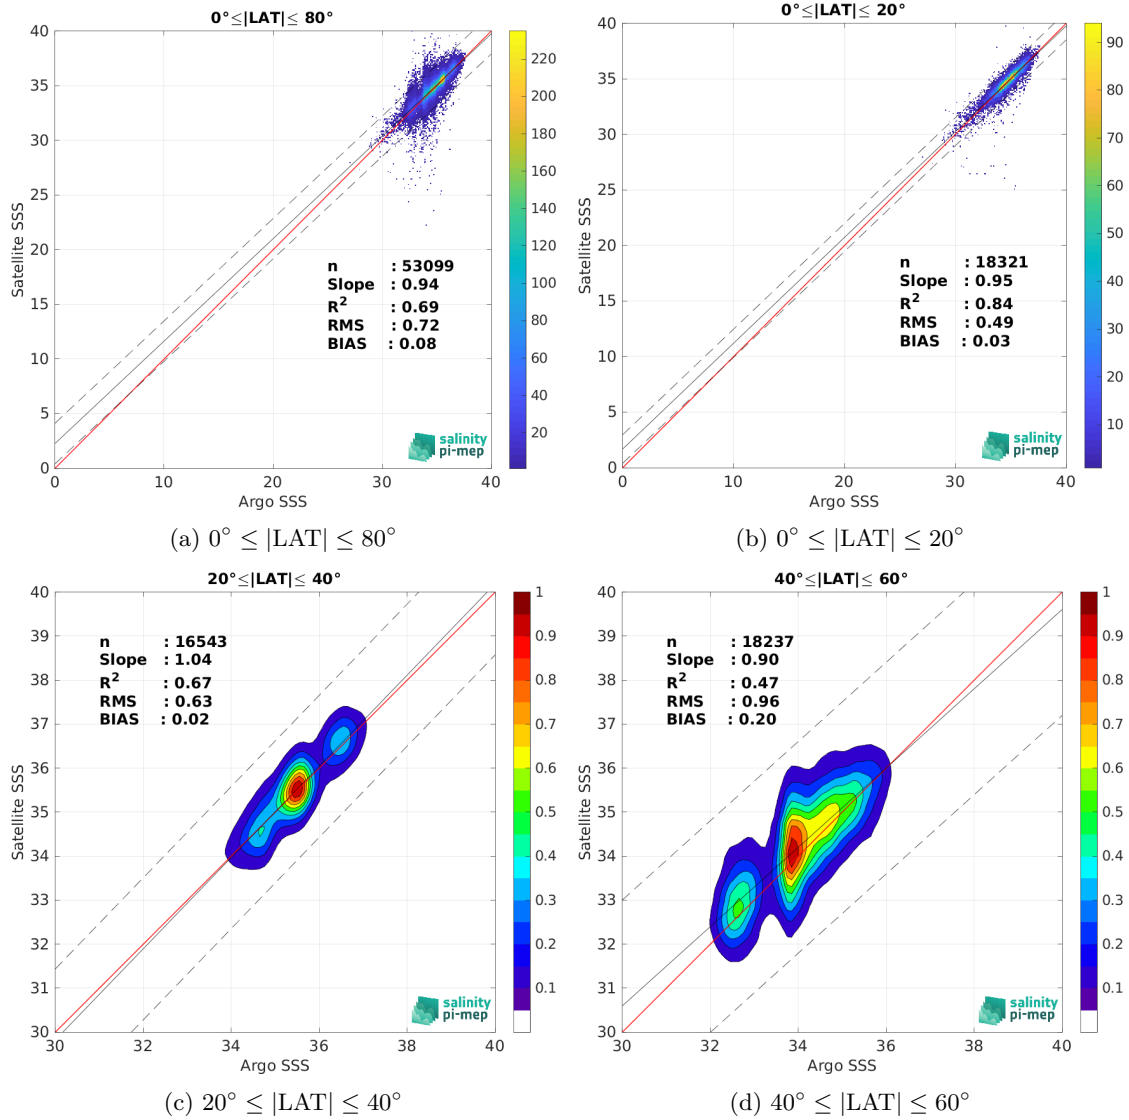 0°≤|LAT|≤ 80°
40
35
30
25
20
15
10
5
0
0
10
20
30
40
Satellite SSS
Argo SSS
n : 53099
Slope : 0.94
R² : 0.69
RMS : 0.72
BIAS : 0.08
220
200
180
160
140
120
100
80
60
40
20
salinity
pi-mep
(a) 0° ≤ |LAT| ≤ 80°
0°≤|LAT|≤ 20°
40
35
30
25
20
15
10
5
0
0
10
20
30
40
Satellite SSS
Argo SSS
n : 18321
Slope : 0.95
R² : 0.84
RMS : 0.49
BIAS : 0.03
90
80
70
60
50
40
30
20
10
salinity
pi-mep
(b) 0° ≤ |LAT| ≤ 20°
20°≤|LAT|≤ 40°
40
39
38
37
36
35
34
33
32
31
30
30
32
34
36
38
40
Satellite SSS
Argo SSS
n : 16543
Slope : 1.04
R² : 0.67
RMS : 0.63
BIAS : 0.02
1
0.9
0.8
0.7
0.6
0.5
0.4
0.3
0.2
0.1
salinity
pi-mep
(c) 20° ≤ |LAT| ≤ 40°
40°≤|LAT|≤ 60°
40
39
38
37
36
35
34
33
32
31
30
30
32
34
36
38
40
Satellite SSS
Argo SSS
n : 18237
Slope : 0.90
R² : 0.47
RMS : 0.96
BIAS : 0.20
1
0.9
0.8
0.7
0.6
0.5
0.4
0.3
0.2
0.1
salinity
pi-mep
(d) 40° ≤ |LAT| ≤ 60°